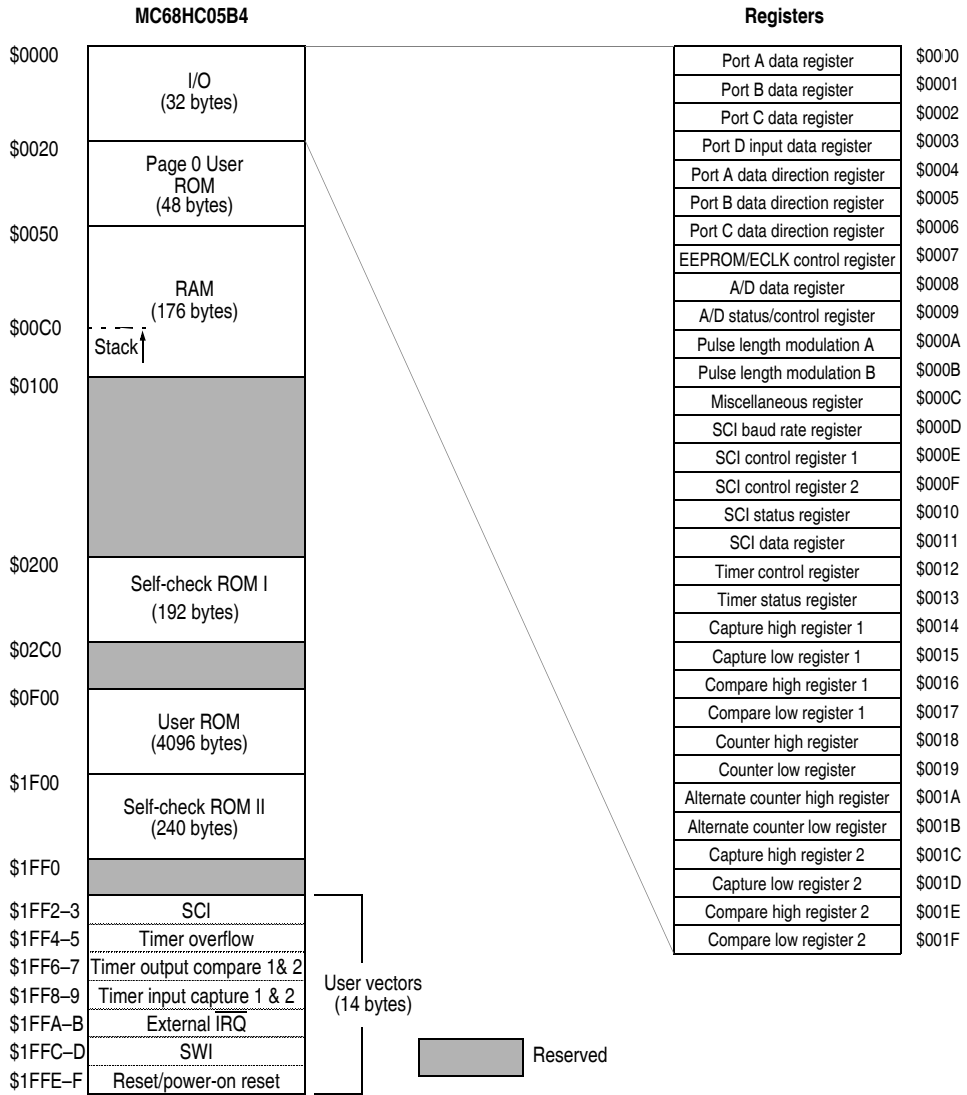 MC68HC05B4
$0000
I/O
(32 bytes)
$0020
Page 0 User
ROM
(48 bytes)
$0050
RAM
(176 bytes)
$00C0
Stack
$0100
$0200
Self-check ROM I
(192 bytes)
$02C0
$0F00
User ROM
(4096 bytes)
$1F00
Self-check ROM II
(240 bytes)
$1FF0
$1FF2–3 SCI
$1FF4–5 Timer overflow
$1FF6–7 Timer output compare 1& 2
$1FF8–9 Timer input capture 1 & 2
$1FFA–B External IRQ
$1FFC–D SWI
$1FFE–F Reset/power-on reset
User vectors
(14 bytes)
Reserved
Registers
Port A data register $0000
Port B data register $0001
Port C data register $0002
Port D input data register $0003
Port A data direction register $0004
Port B data direction register $0005
Port C data direction register $0006
EEPROM/ECLK control register $0007
A/D data register $0008
A/D status/control register $0009
Pulse length modulation A $000A
Pulse length modulation B $000B
Miscellaneous register $000C
SCI baud rate register $000D
SCI control register 1 $000E
SCI control register 2 $000F
SCI status register $0010
SCI data register $0011
Timer control register $0012
Timer status register $0013
Capture high register 1 $0014
Capture low register 1 $0015
Compare high register 1 $0016
Compare low register 1 $0017
Counter high register $0018
Counter low register $0019
Alternate counter high register $001A
Alternate counter low register $001B
Capture high register 2 $001C
Capture low register 2 $001D
Compare high register 2 $001E
Compare low register 2 $001F